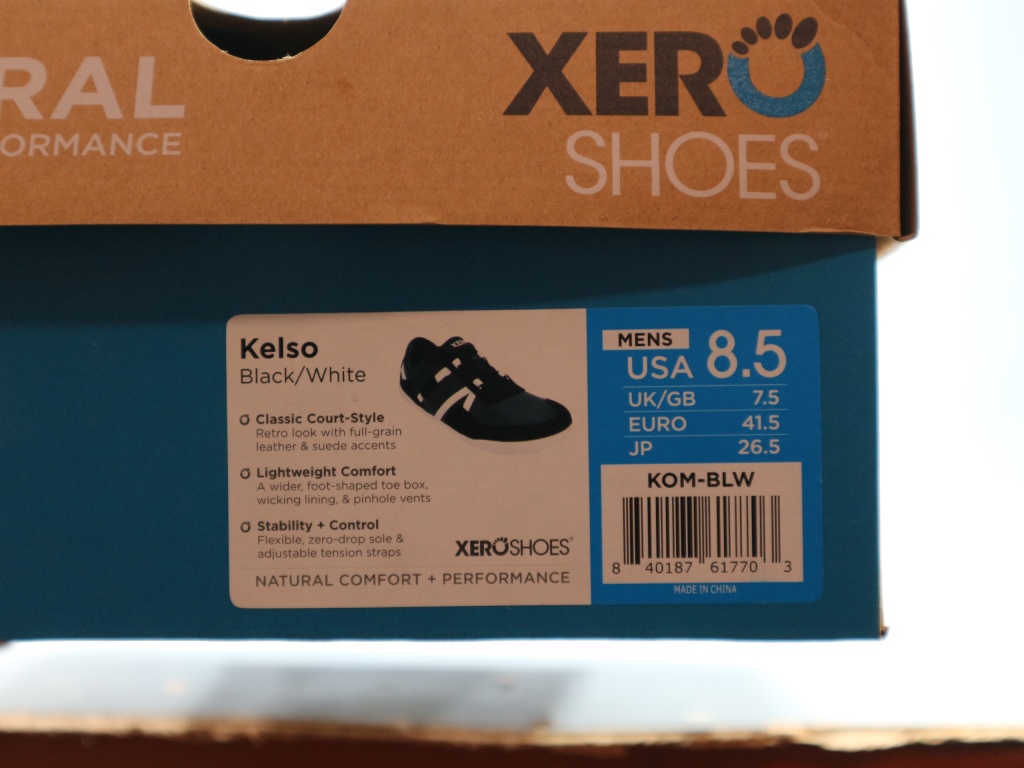 RAL
ORMANCE
XERO
SHOES
Kelso
Black/White
Classic Court-Style
Retro look with full-grain
leather & suede accents
Lightweight Comfort
A wider, foot-shaped toe box,
wicking lining, & pinhole vents
Stability + Control
Flexible, zero-drop sole &
adjustable tension straps
XEROSHOES
NATURAL COMFORT + PERFORMANCE
MENS
USA 8.5
UK/GB 7.5
EURO 41.5
JP 26.5
KOM-BLW
8 40187 61770 3
MADE IN CHINA